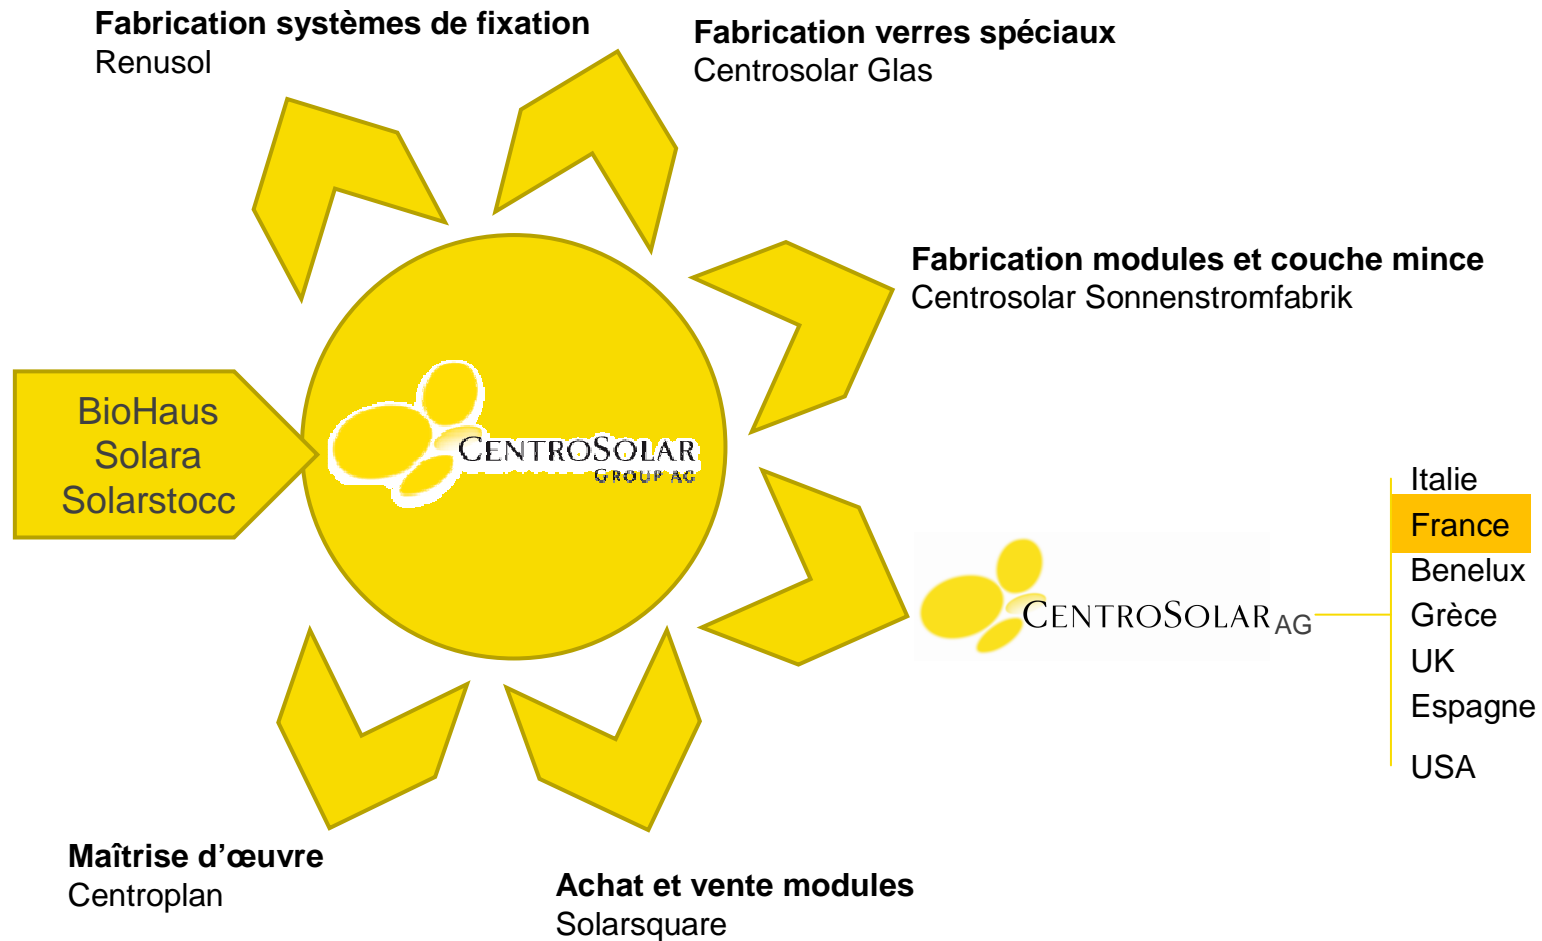 Fabrication systèmes de fixation
Renusol
Fabrication verres spéciaux
Centrosolar Glas
Fabrication modules et couche mince
Centrosolar Sonnenstromfabrik
BioHaus
Solara
Solarstocc
CENTROSOLAR
GROUP AG
CENTROSOLAR AG
Italie
France
Benelux
Grèce
UK
Espagne
USA
Maîtrise d’œuvre
Centroplan
Achat et vente modules
Solarsquare